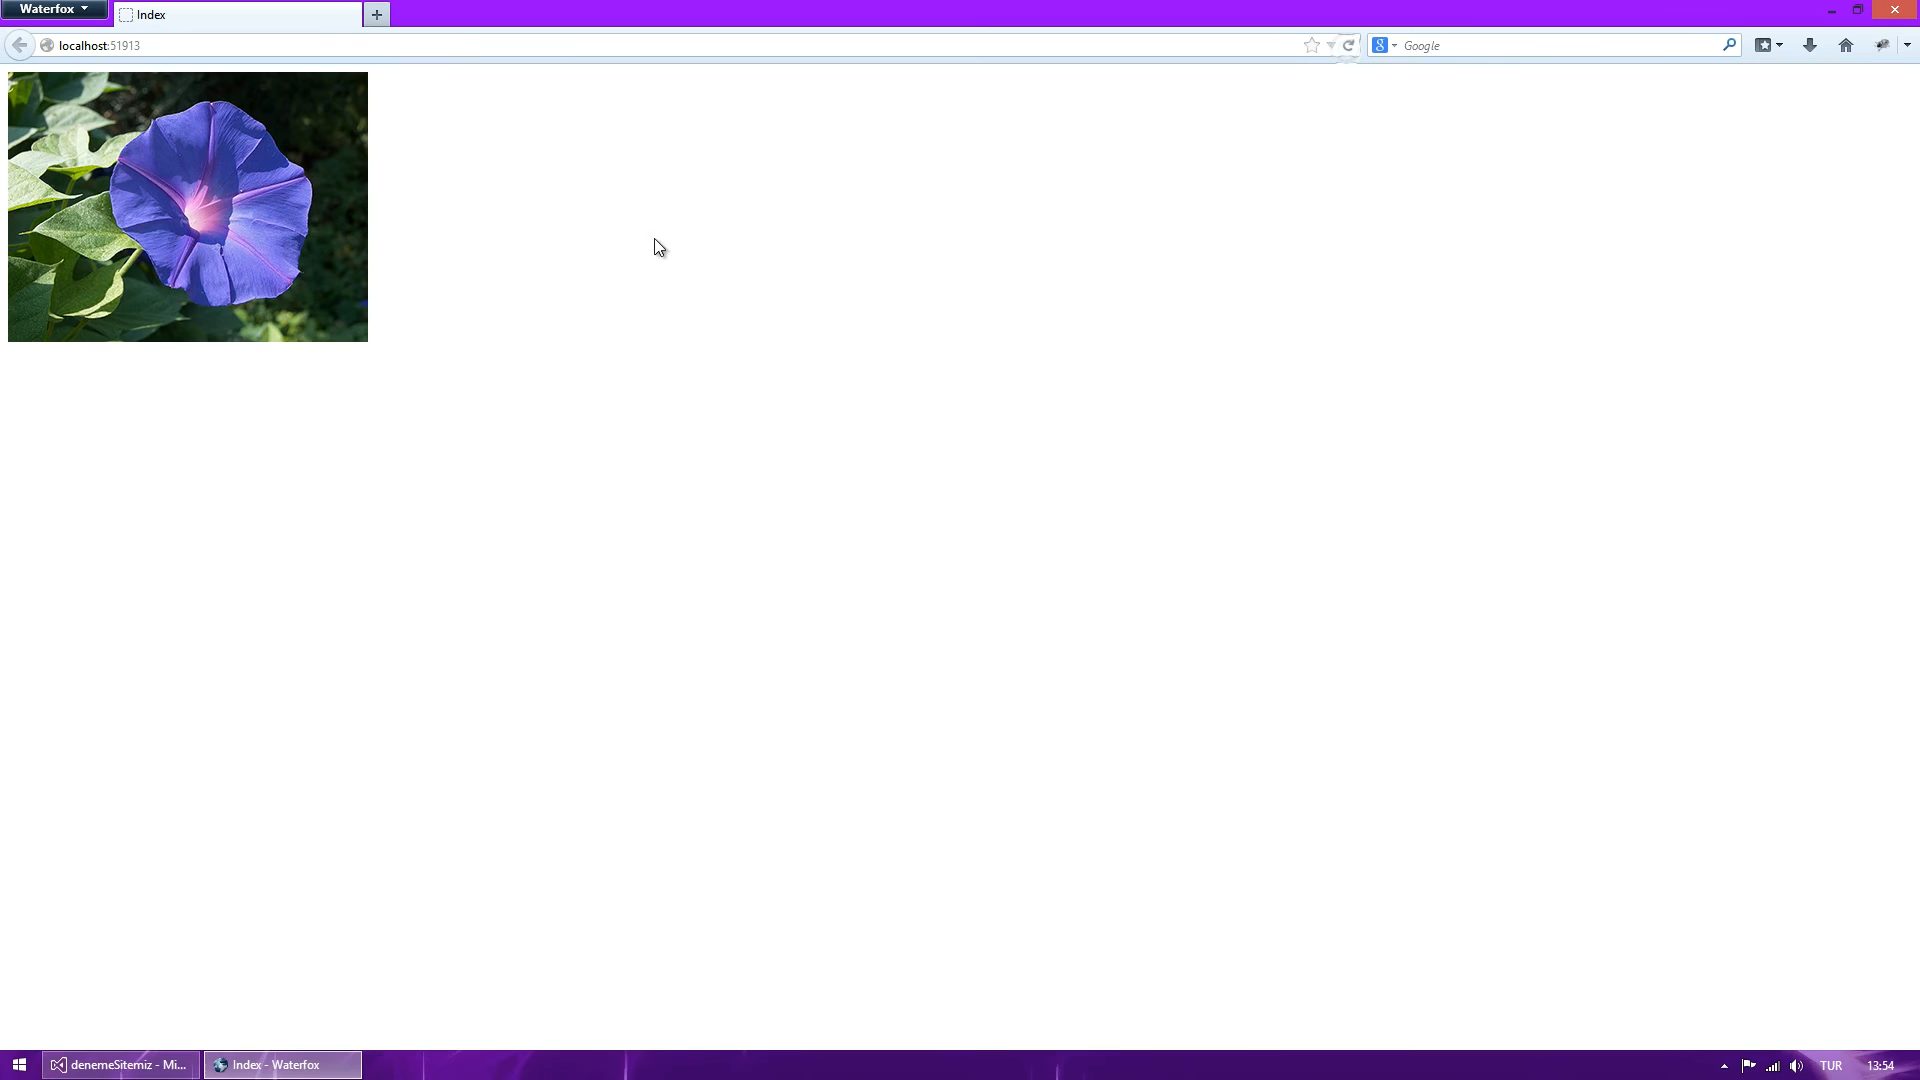 Waterfox
Index
localhost:51913
Google
denemeSitemiz - Mi...
Index - Waterfox
TUR
13:54